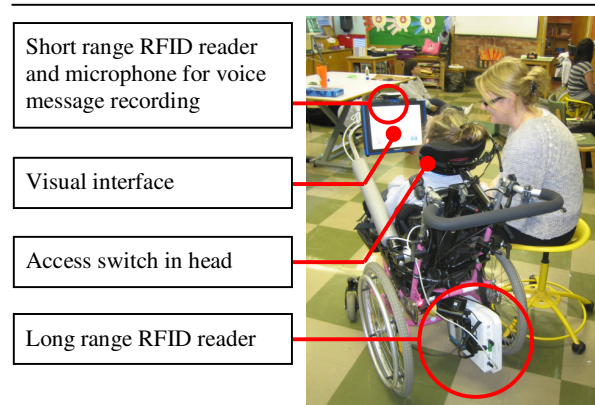 Short range RFID reader
and microphone for voice
message recording
Visual interface
Access switch in head
Long range RFID reader